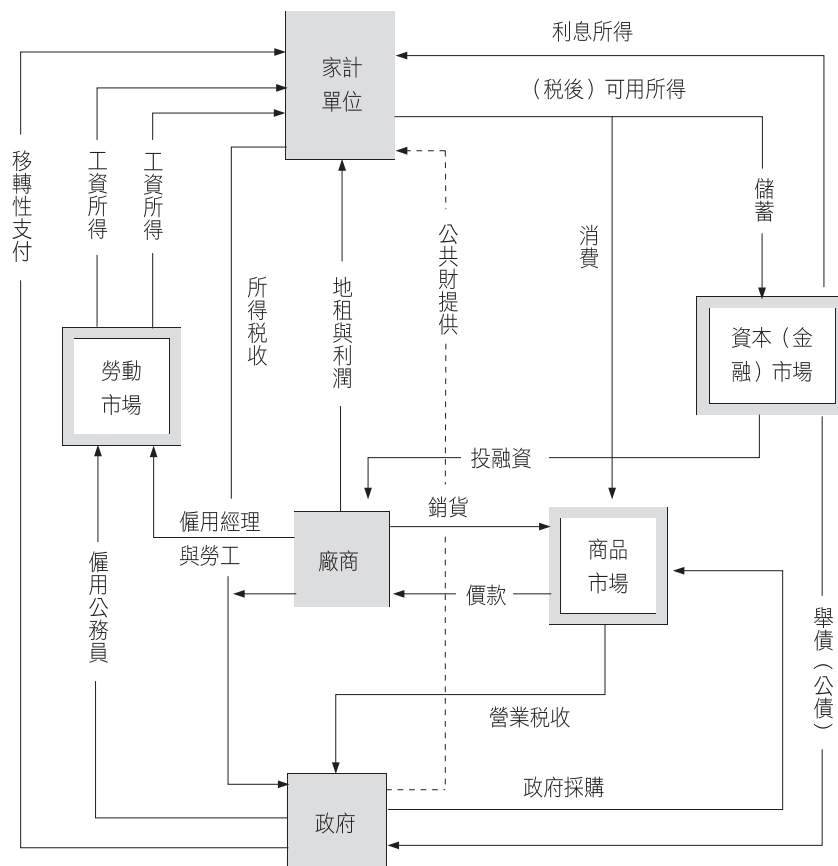 利息所得
家計
單位
（稅後）可用所得
移轉性支付
工資所得
工資所得
儲蓄
公共財提供
消費
所得稅收
地租與利潤
資本（金
融）市場
勞動
市場
投融資
銷貨
僱用經理
與勞工
廠商
商品
市場
僱用公務員
價款
舉債（公債）
營業稅收
政府採購
政府